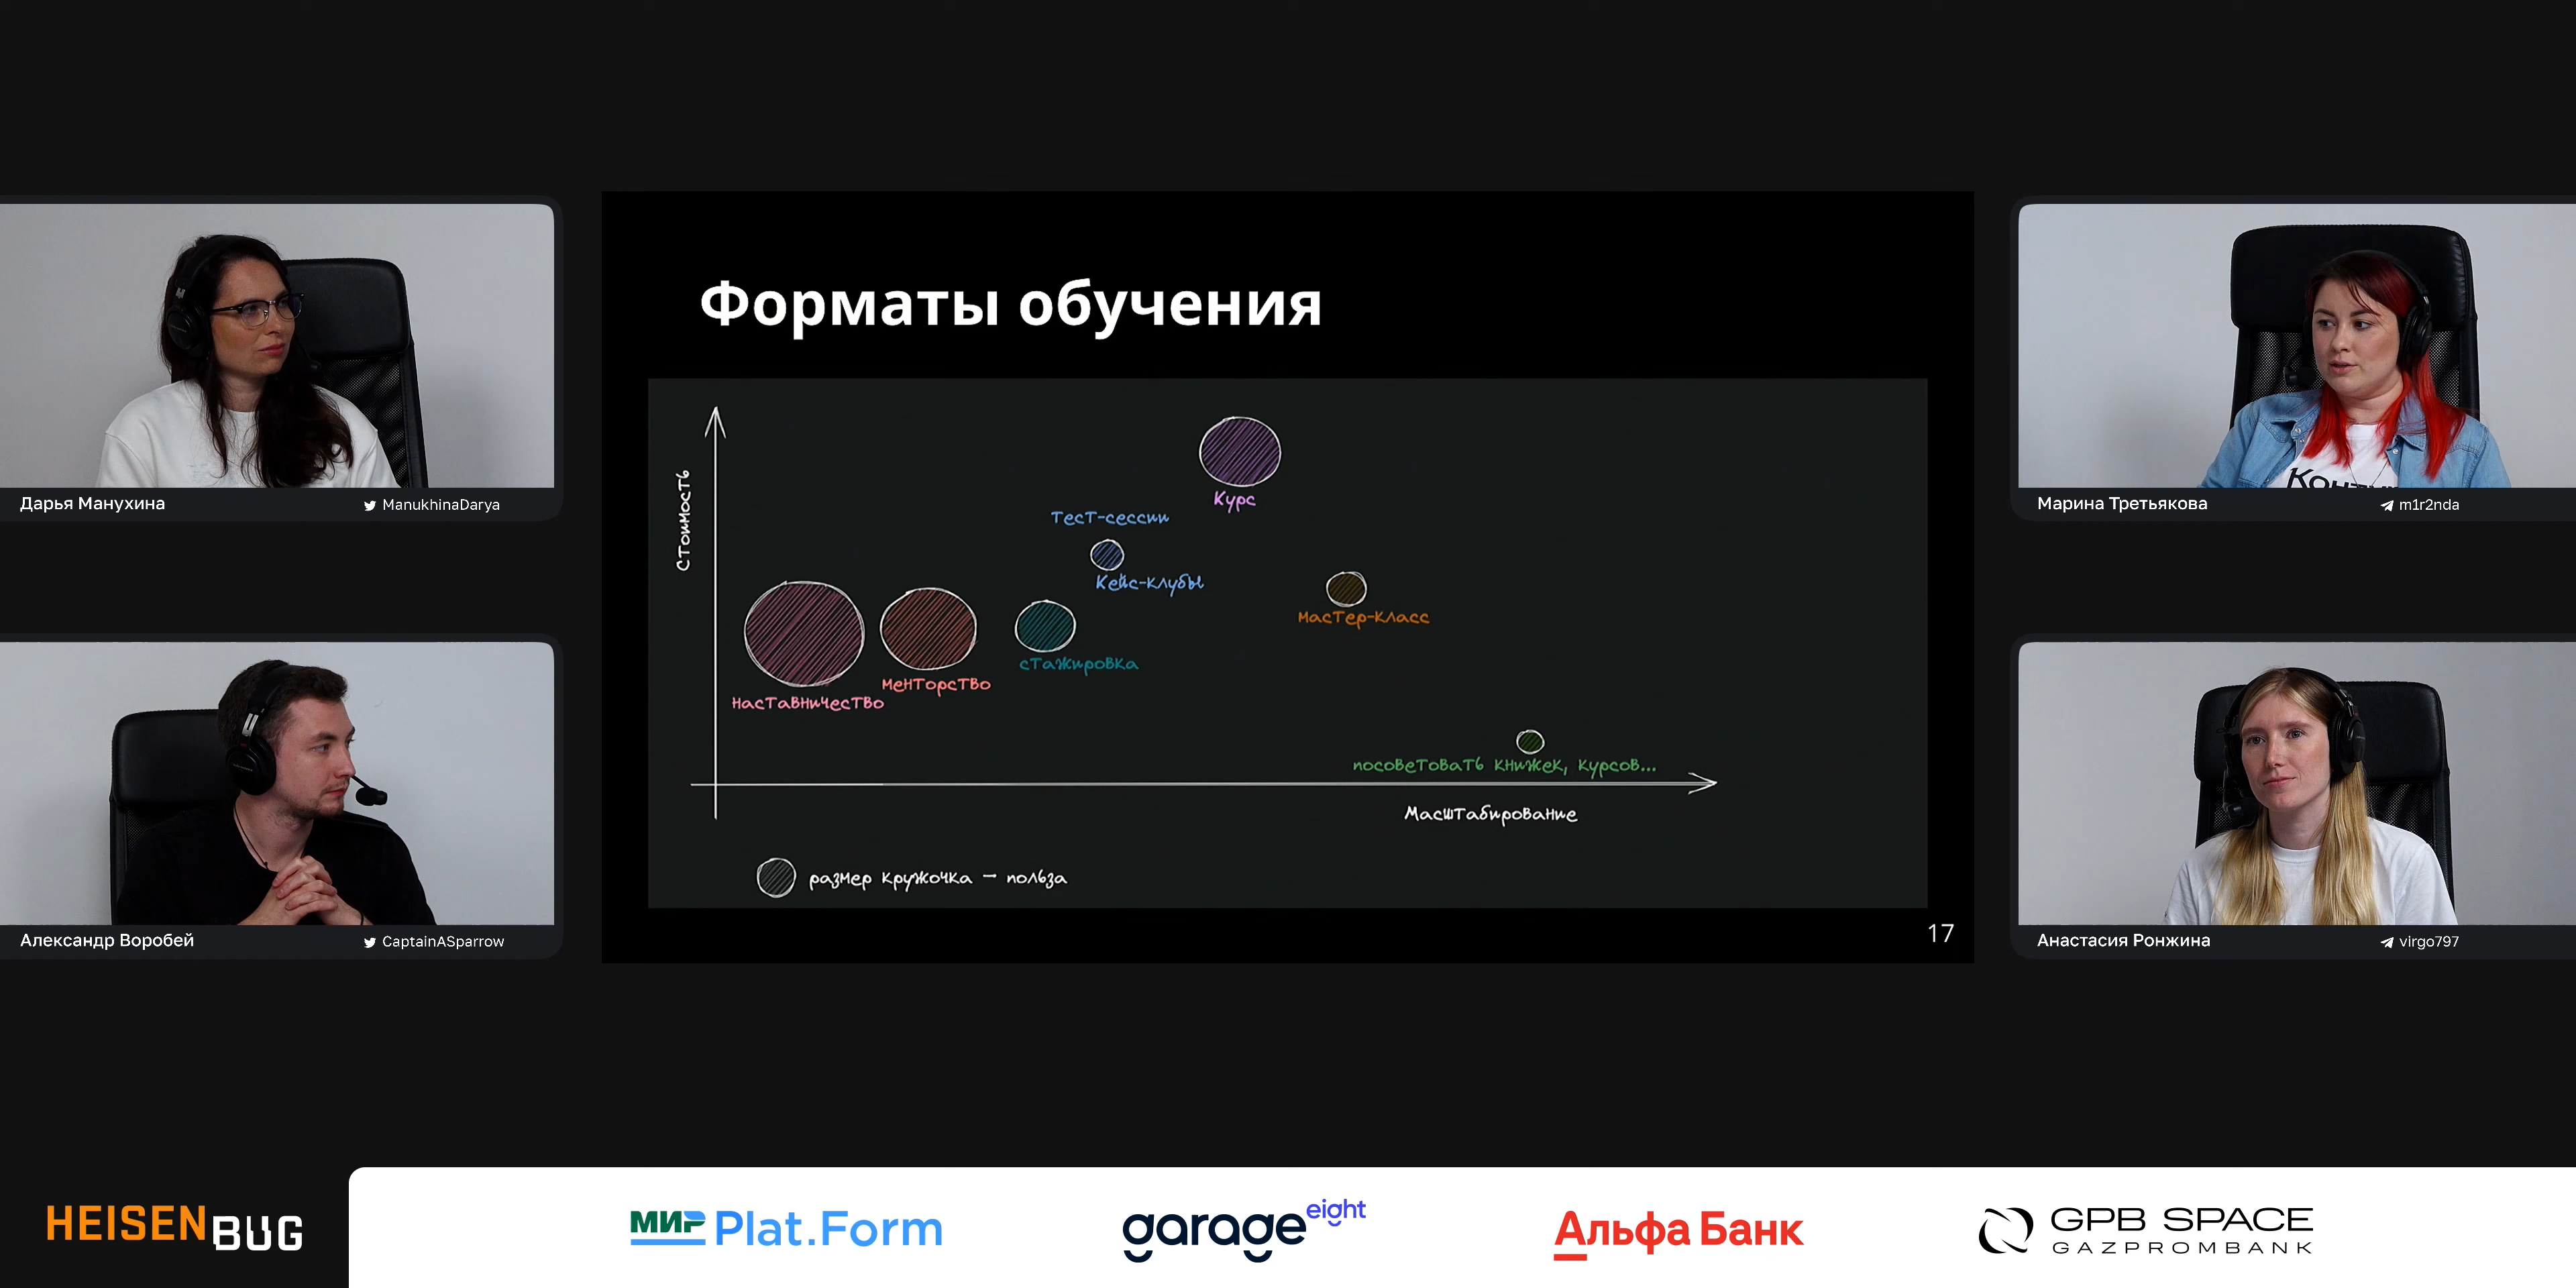 Форматы обучения
стоимость
Курс
тест-сессии
Кейс-клубы
мастер-класс
стажировка
менторство
наставничество
посоветовать книжек, курсов...
Масштабирование
размер кружочка - польза
17
Дарья Манухина
ManukhinaDarya
Александр Воробей
CaptainASparrow
Марина Третьякова
m1r2nda
Анастасия Ронжина
virgo797
HEISENBUG
МИР Plat.Form
garage eight
Альфа Банк
GPB SPACE
GAZPROMBANK